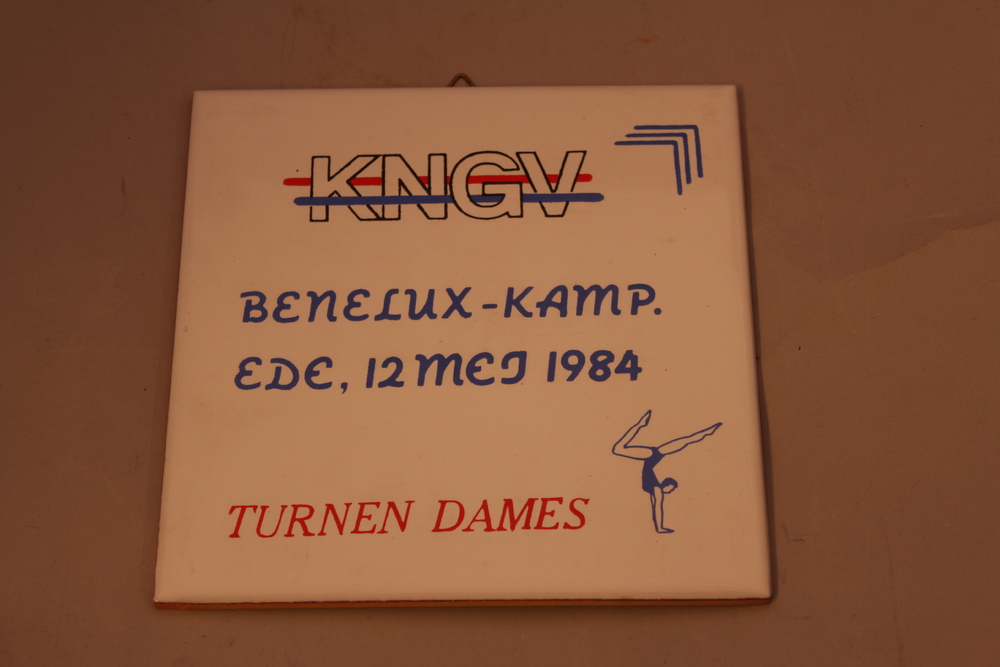 KNGV
BENELUX-KAMP.
EDE, 12 MEI 1984
TURNEN DAMES